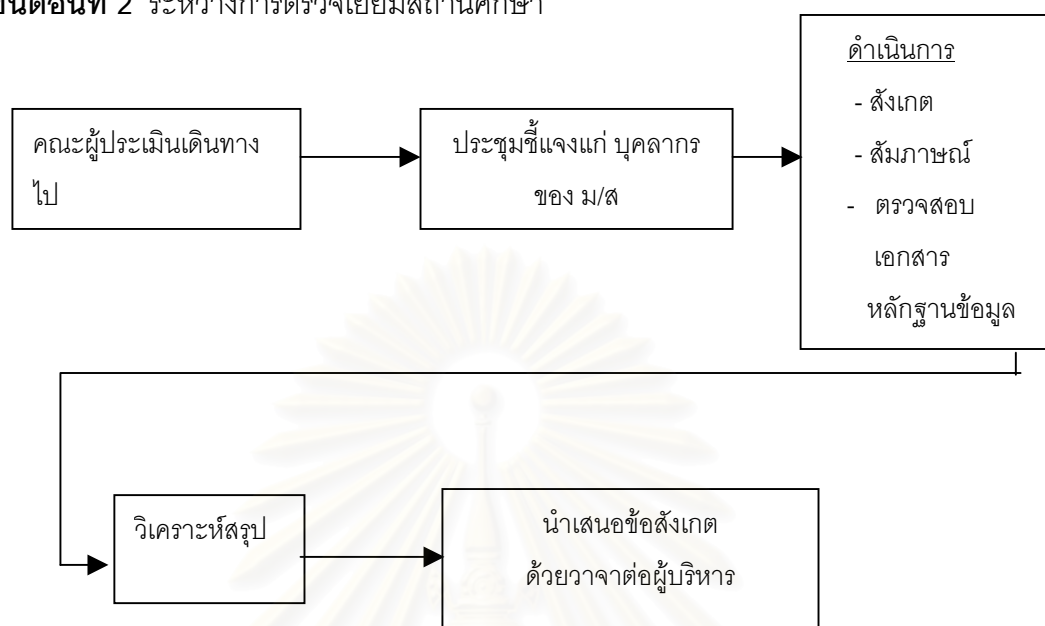 ขั้นตอนที่ 2 ระหว่างการตรวจเยี่ยมสถานศึกษา
คณะผู้ประเมินเดินทาง
ไป
ประชุมชี้แจงแก่ บุคลากร
ของ ม/ส
ดำเนินการ
- สังเกต
- สัมภาษณ์
- ตรวจสอบ
เอกสาร
หลักฐานข้อมูล
วิเคราะห์สรุป
นำเสนอข้อสังเกต
ด้วยวาจาต่อผู้บริหาร